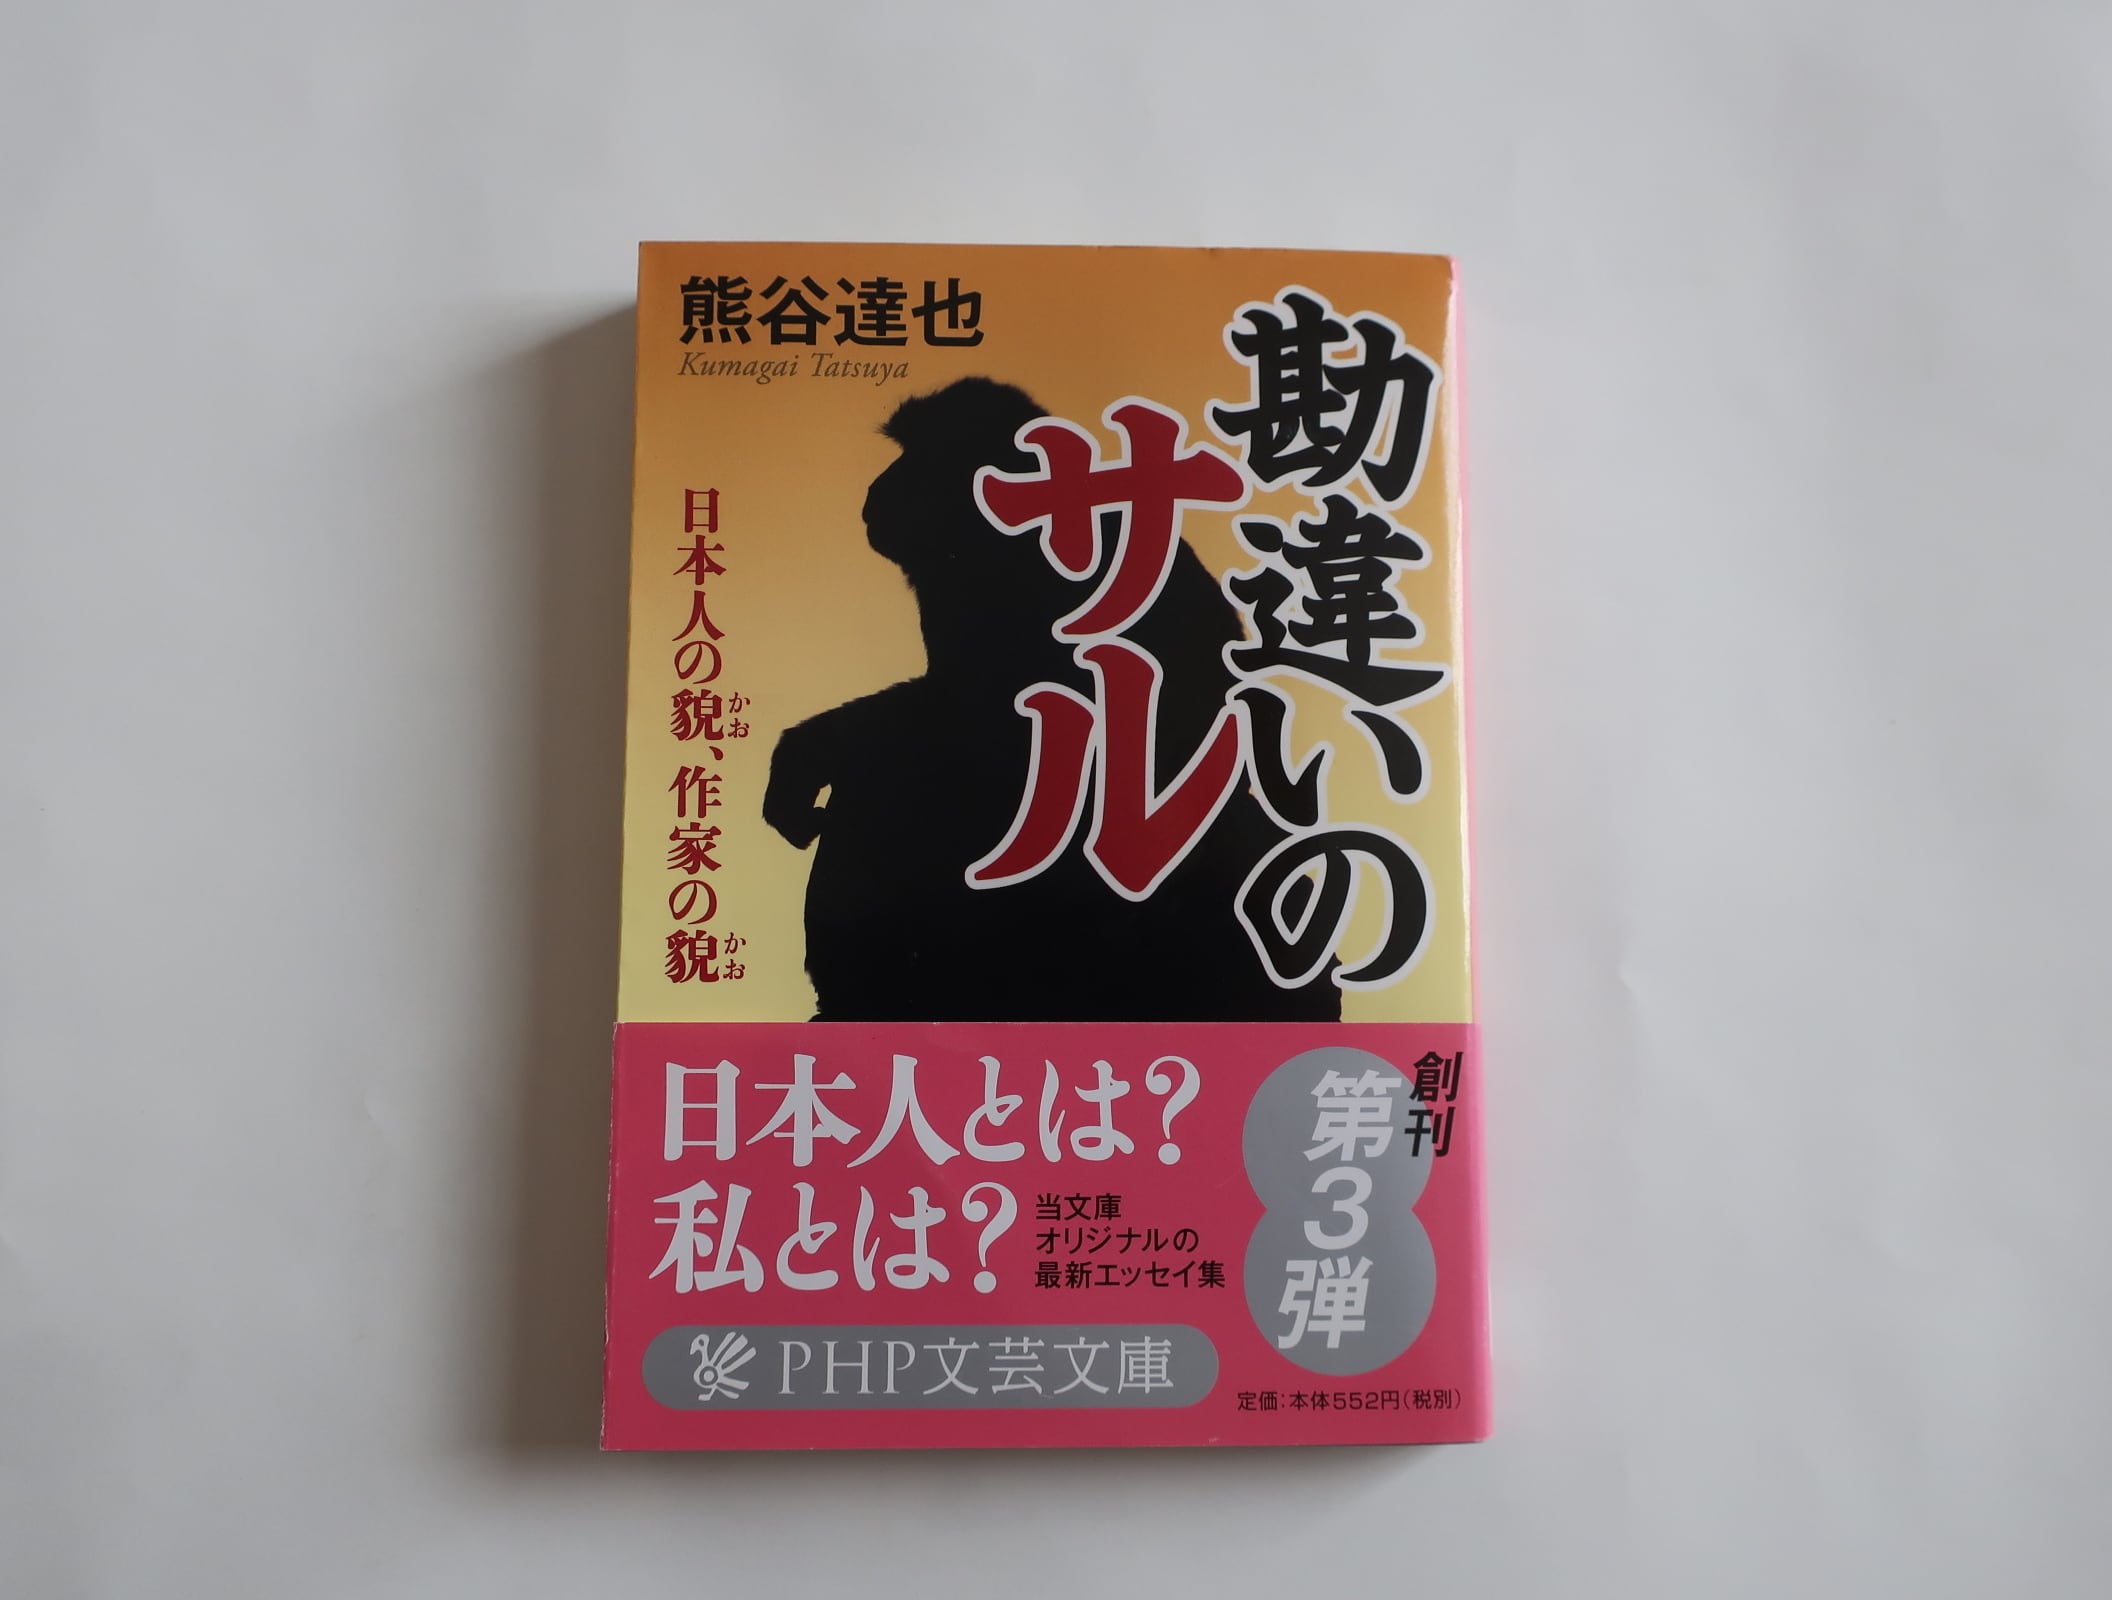 熊谷達也
Kumagai Tatsuya
勘違いの
サル
日本人の貌、作家の貌
かお
かお
日本人とは?
私とは?
当文庫
オリジナルの
最新エッセイ集
創刊
第3弾
PHP文芸文庫
定価:本体552円(税別)